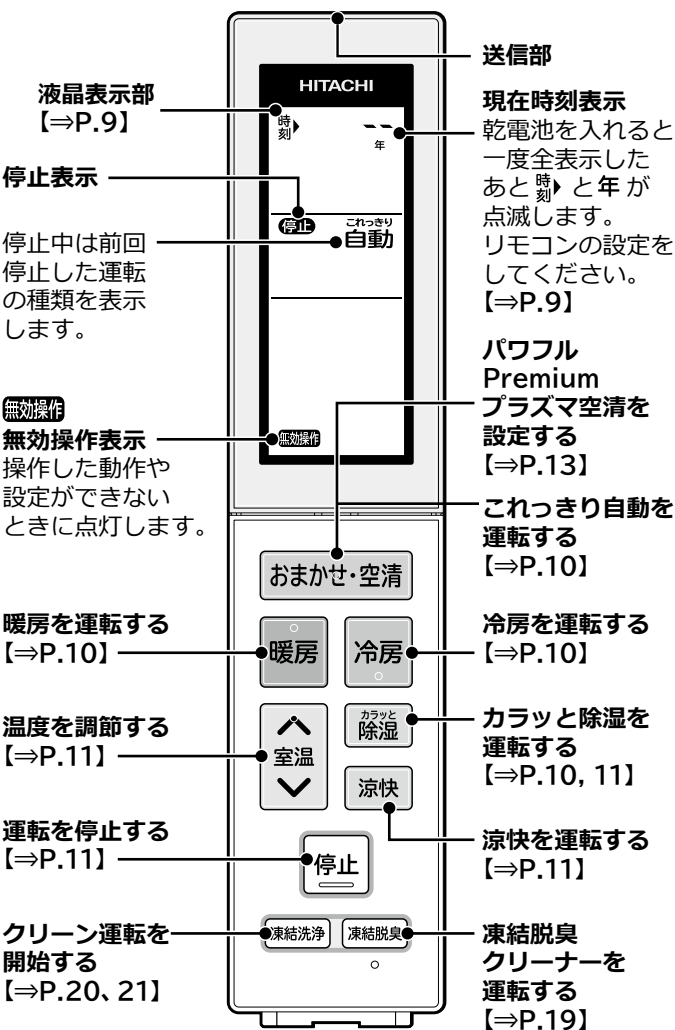 送信部
液晶表示部
【⇒P.9】
停止表示
停止中は前回
停止した運転
の種類を表示
します。
無効操作
無効操作表示
操作した動作や
設定ができない
ときに点灯します。
暖房を運転する
【⇒P.10】
温度を調節する
【⇒P.11】
運転を停止する
【⇒P.11】
クリーン運転を
開始する
【⇒P.20、21】
HITACHI
時刻
年
停止
これっきり
自動
無効操作
おまかせ・空清
暖房
冷房
室温
カラッと
除湿
涼快
停止
凍結洗浄
凍結脱臭
現在時刻表示
乾電池を入れると
一度全表示した
あと 時刻 と 年 が
点滅します。
リモコンの設定を
してください。
【⇒P.9】
パワフル
Premium
プラズマ空清を
設定する
【⇒P.13】
これっきり自動を
運転する
【⇒P.10】
冷房を運転する
【⇒P.10】
カラッと除湿を
運転する
【⇒P.10, 11】
涼快を運転する
【⇒P.11】
凍結脱臭
クリーナーを
運転する
【⇒P.19】